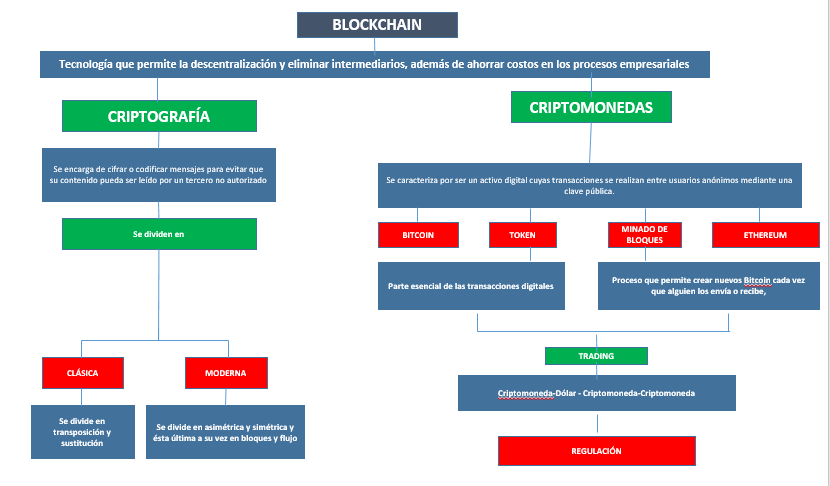 BLOCKCHAIN
Tecnología que permite la descentralización y eliminar intermediarios, además de ahorrar costos en los procesos empresariales
CRIPTOGRAFÍA
Se encarga de cifrar o codificar mensajes para evitar que
su contenido pueda ser leído por un tercero no autorizado
Se dividen en
CLÁSICA
MODERNA
Se divide en
transposición y
sustitución
Se divide en asimétrica y simétrica y
ésta última a su vez en bloques y flujo
CRIPTOMONEDAS
Se caracteriza por ser un activo digital cuyas transacciones se realizan entre usuarios anónimos mediante una
clave pública.
BITCOIN
TOKEN
MINADO DE
BLOQUES
ETHEREUM
Parte esencial de las transacciones digitales
Proceso que permite crear nuevos Bitcoin cada vez
que alguien los envía o recibe,
TRADING
Criptomoneda-Dólar - Criptomoneda-Criptomoneda
REGULACIÓN